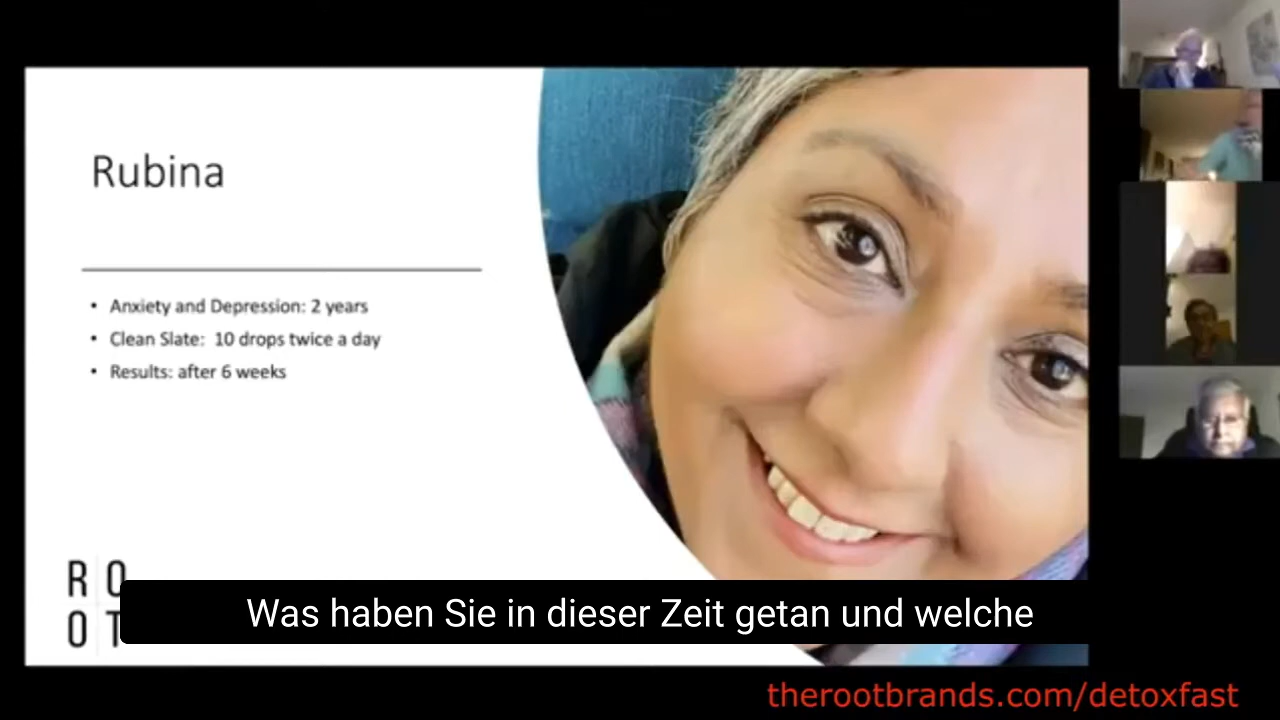 Rubina
• Anxiety and Depression: 2 years
• Clean Slate: 10 drops twice a day
• Results: after 6 weeks
R O
O T
Was haben Sie in dieser Zeit getan und welche
therootbrands.com/detoxfast